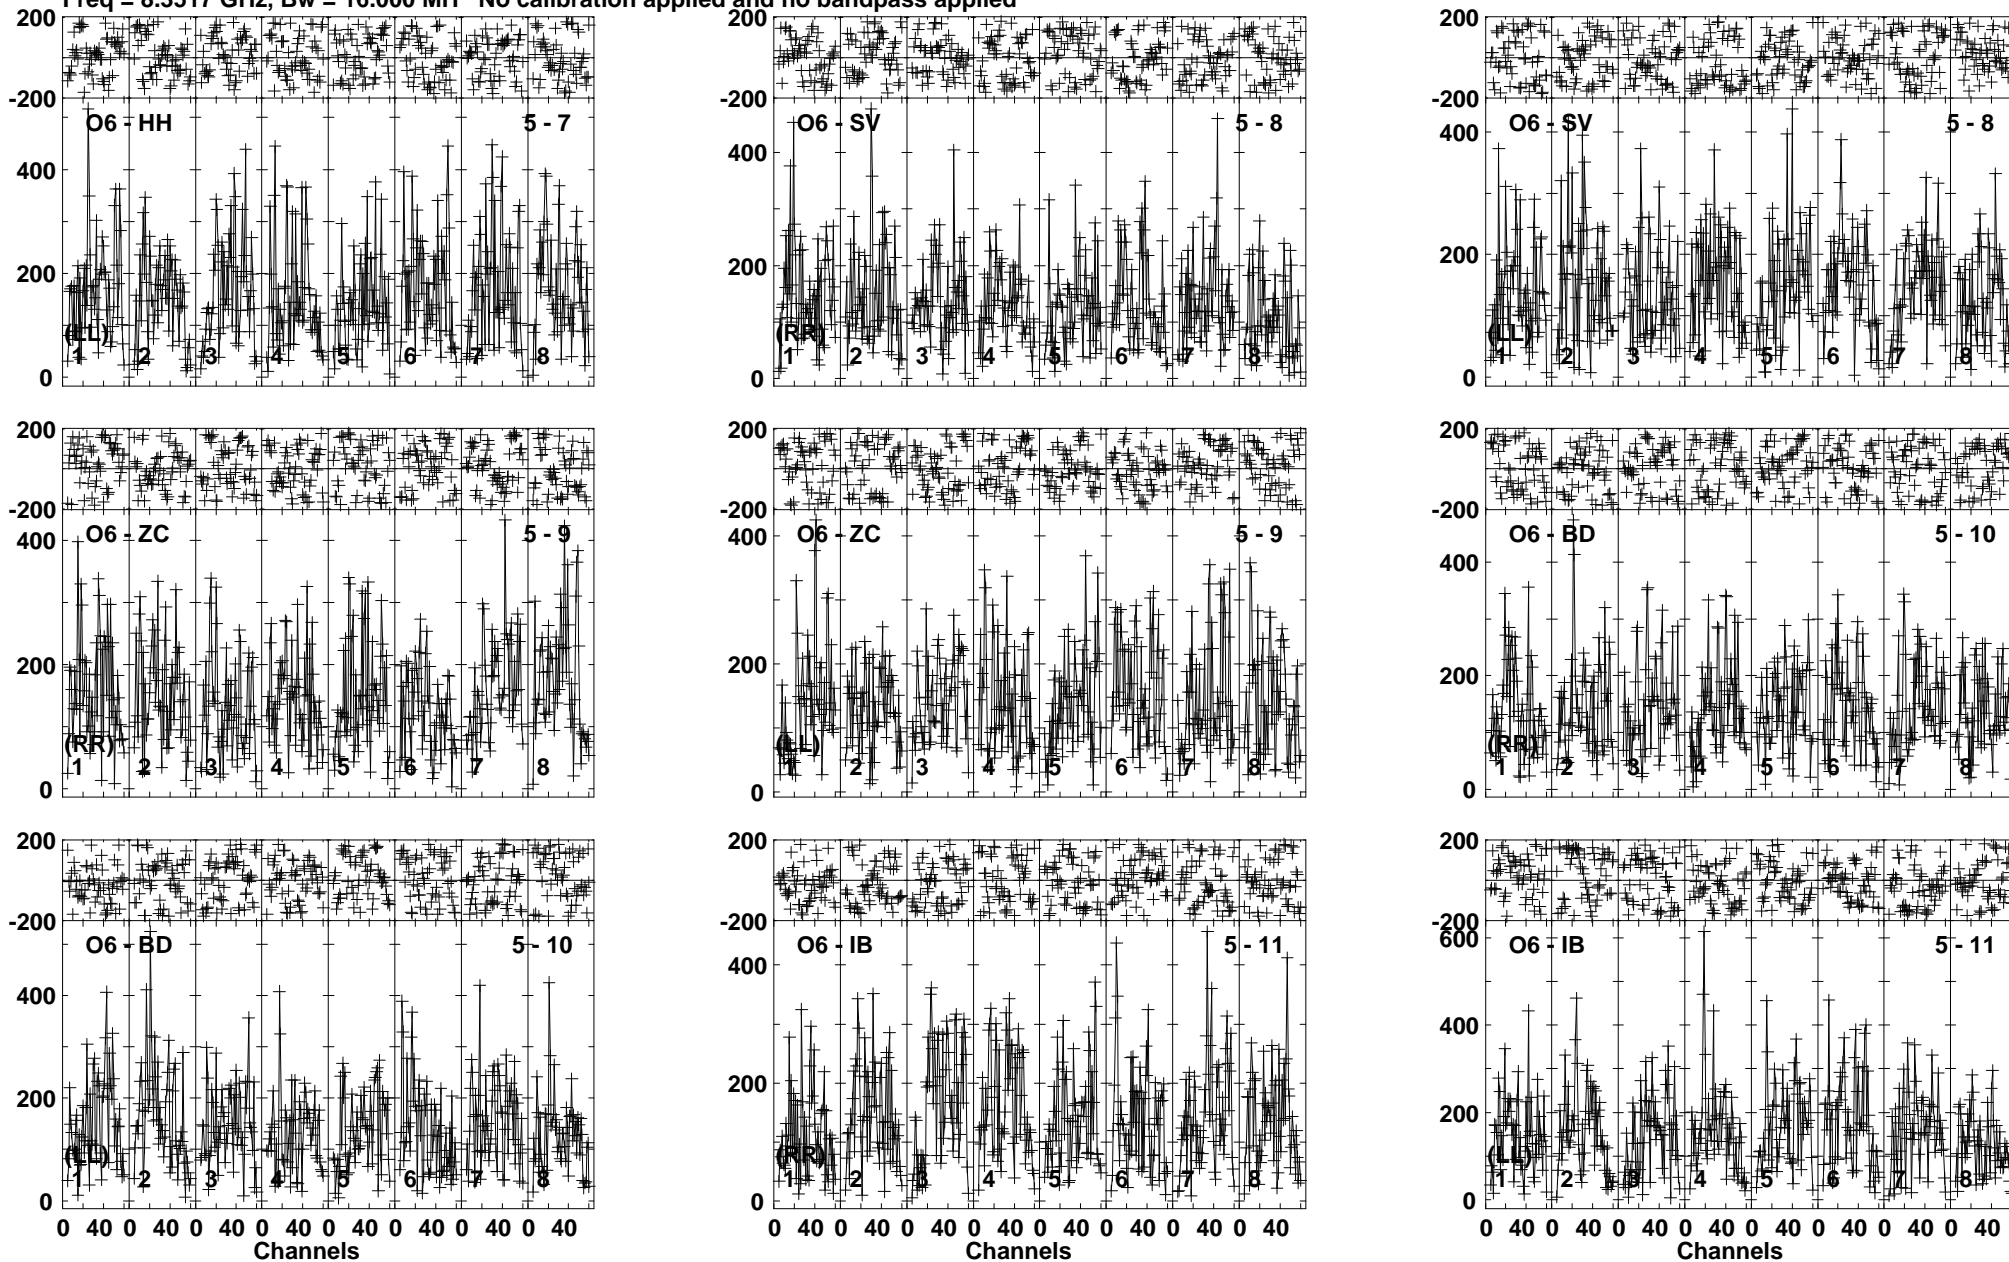 Freq = 8.3517 GHz, Bw = 16.000 MH No calibration applied and no bandpass applied
200 200 200
-200 -200 -200
O6 - HH 5 - 7 O6 - SV 5 - 8 O6 - SV 5 - 8
400 400 400
200 200 200
(LL) (RR) (LL)
1 2 3 4 5 6 7 8 1 2 3 4 5 6 7 8 1 2 3 4 5 6 7 8
0 0 0
200 200 200
-200 -200 -200
O6 - ZC 5 - 9 O6 - ZC 5 - 9 O6 - BD 5 - 10
400 400 400
200 200 200
(RR) (LL) (RR)
1 2 3 4 5 6 7 8 1 2 3 4 5 6 7 8 1 2 3 4 5 6 7 8
0 0 0
200 200 200
-200 -200 -200
O6 - BD 5 - 10 O6 - IB 5 - 11 O6 - IB 5 - 11
600
400 400 400
200 200 200
(LL) (RR) (LL)
1 2 3 4 5 6 7 8 1 2 3 4 5 6 7 8 1 2 3 4 5 6 7 8
0 0 0
0 40 0 40 0 40 0 40 0 40 0 40 0 40 0 40 0 40 0 40 0 40 0 40 0 40 0 40 0 40 0 40 0 40 0 40 0 40 0 40 0 40 0 40 0 40 0 40
Channels Channels Channels